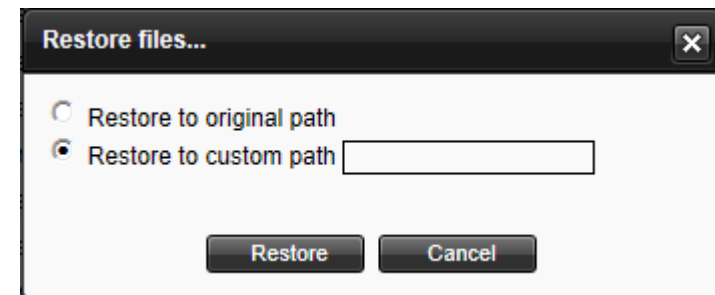 Restore files...
Restore to original path
Restore to custom path
Restore Cancel